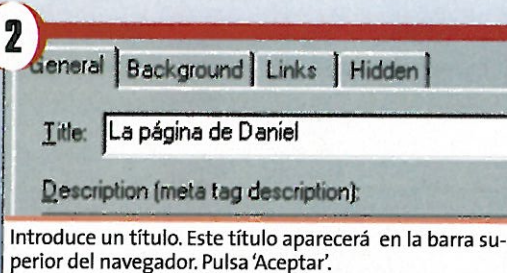 2
General Background Links Hidden
Title: La página de Daniel
Description (meta tag description):
Introduce un título. Este título aparecerá en la barra su-
perior del navegador. Pulsa 'Aceptar'.